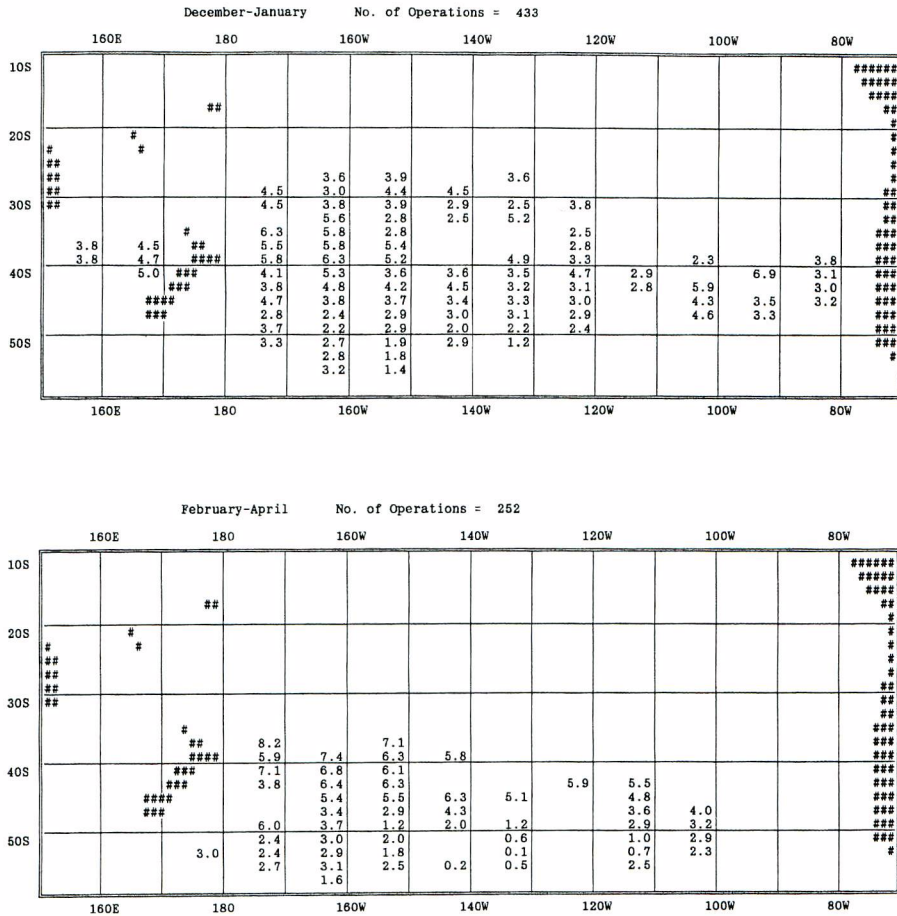 December-January No. of Operations = 433
160E 180 160W 140W 120W 100W 80W
10S ######
#####
## ####
##
20S #
# #
# # #
## #
## 3.6 3.9 3.6 #
## 4.5 3.0 4.4 4.5 ##
30S ## 4.5 3.8 3.9 2.9 2.5 3.8 ##
5.6 2.8 2.5 5.2 ##
# 6.3 5.8 2.8 2.5 ###
3.8 4.5 ## 5.5 5.8 5.4 2.8 ###
3.8 4.7 #### 5.8 6.3 5.2 4.9 3.3 2.3 3.8 ###
40S 5.0 ### 4.1 5.3 3.6 3.6 3.5 4.7 2.9 6.9 3.1 ###
### 3.8 4.8 4.2 4.5 3.2 3.1 2.8 5.9 3.0 ###
#### 4.7 3.8 3.7 3.4 3.3 3.0 4.3 3.5 3.2 ###
### 2.8 2.4 2.9 3.0 3.1 2.9 4.6 3.3 ###
3.7 2.2 2.9 2.0 2.2 2.4 ###
50S 3.3 2.7 1.9 2.9 1.2 ###
2.8 1.8 #
3.2 1.4
160E 180 160W 140W 120W 100W 80W
February-April No. of Operations = 252
160E 180 160W 140W 120W 100W 80W
10S ######
#####
####
## ##
#
20S # #
# # #
## #
## #
## ##
30S ## ##
##
# ###
## 8.2 7.1 ###
#### 5.9 7.4 6.3 5.8 ###
40S ### 7.1 6.8 6.1 ###
### 3.8 6.4 6.3 5.9 5.5 ###
#### 5.4 5.5 6.3 5.1 4.8 ###
### 3.4 2.9 4.3 3.6 4.0 ###
6.0 3.7 1.2 2.0 1.2 2.9 3.2 ###
50S 2.4 3.0 2.0 0.6 1.0 2.9 ###
3.0 2.4 2.9 1.8 0.1 0.7 2.3 #
2.7 3.1 2.5 0.2 0.5 2.5
1.6
160E 180 160W 140W 120W 100W 80W